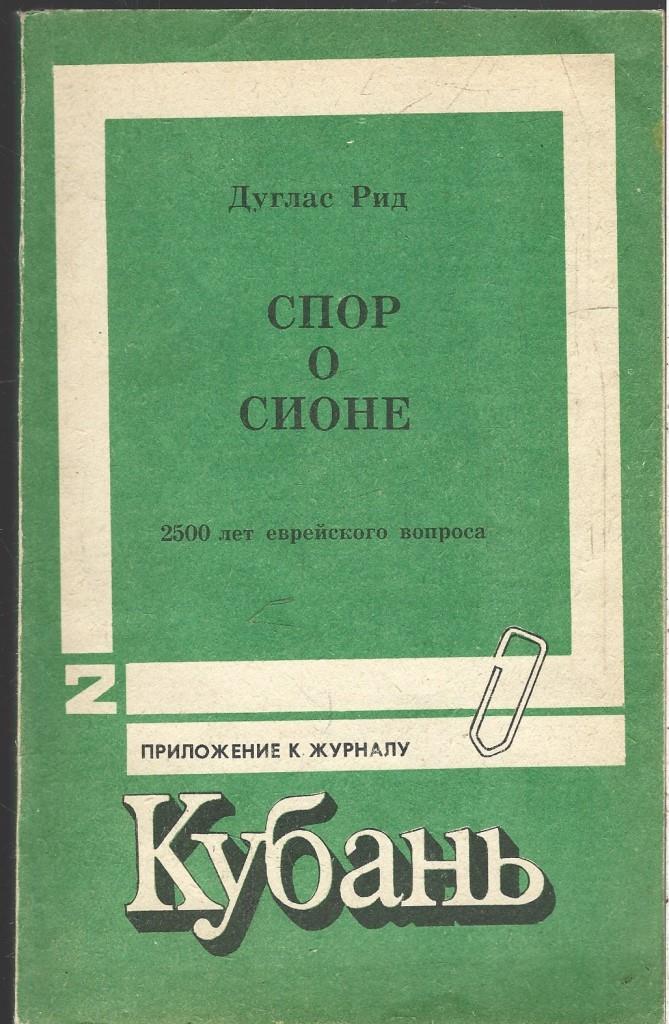 Дуглас Рид
СПОР
О
СИОНЕ
2500 лет еврейского вопроса
2
ПРИЛОЖЕНИЕ К ЖУРНАЛУ
Кубань